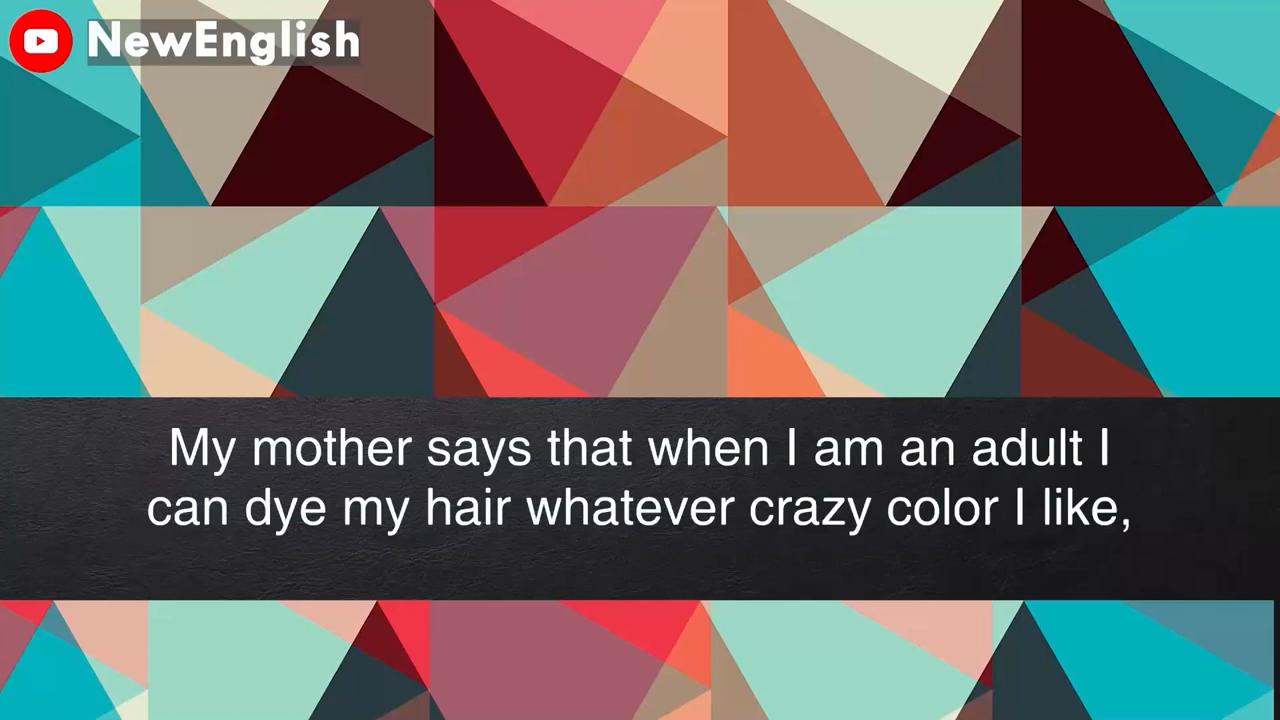 NewEnglish
My mother says that when I am an adult I
can dye my hair whatever crazy color I like,